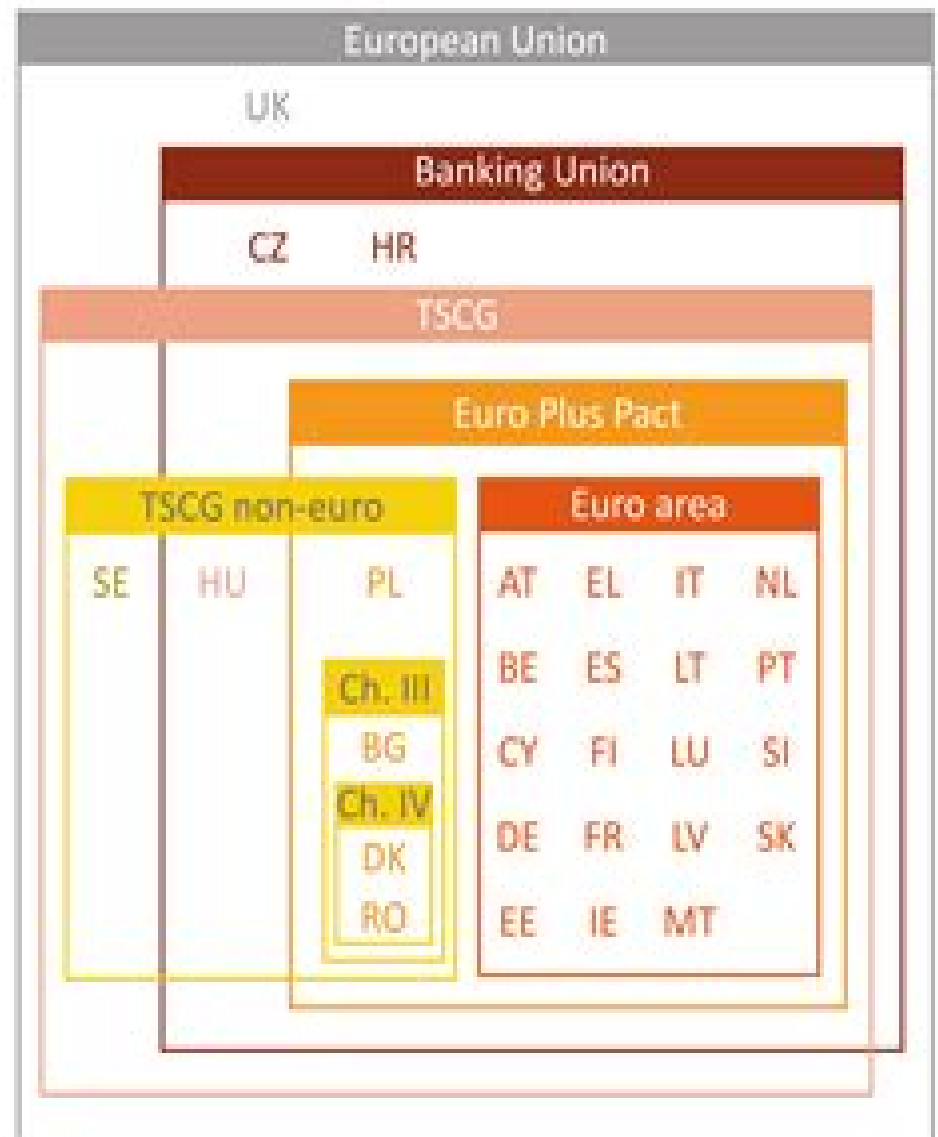 European Union
UK
Banking Union
CZ HR
TSCG
Euro Plus Pact
TSCG non-euro Euro area
SE HU PL AT EL IT NL
Ch. III BE ES LT PT
BG CY FI LU SI
Ch. IV
DK DE FR LV SK
RO EE IE MT